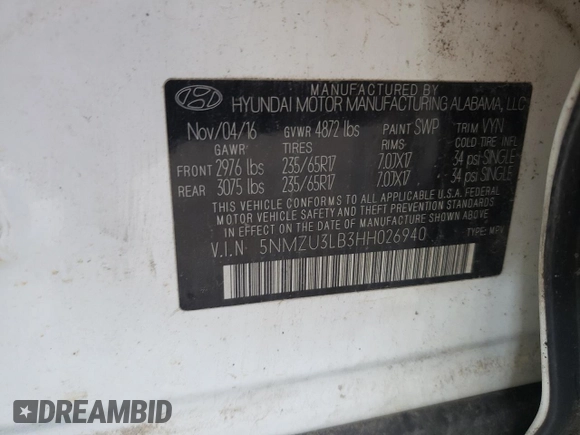 MANUFACTURED BY
HYUNDAI MOTOR MANUFACTURING ALABAMA, LLC
Nov/04/16 GVWR 4872 lbs PAINT SWP TRIM VYN
GAWR TIRES RIMS COLD TIRE INFL
FRONT 2976 lbs 235/65R17 7.0JX17 34 psi SINGLE
REAR 3075 lbs 235/65R17 7.0JX17 34 psi SINGLE
THIS VEHICLE CONFORMS TO ALL APPLICABLE U.S.A. FEDERAL
MOTOR VEHICLE SAFETY AND THEFT PREVENTION STANDARDS
IN EFFECT ON THE DATE OF MANUFACTURE SHOWN ABOVE.
V.I.N 5NMZU3LB3HH026940 TYPE: MPV
DREAMBID